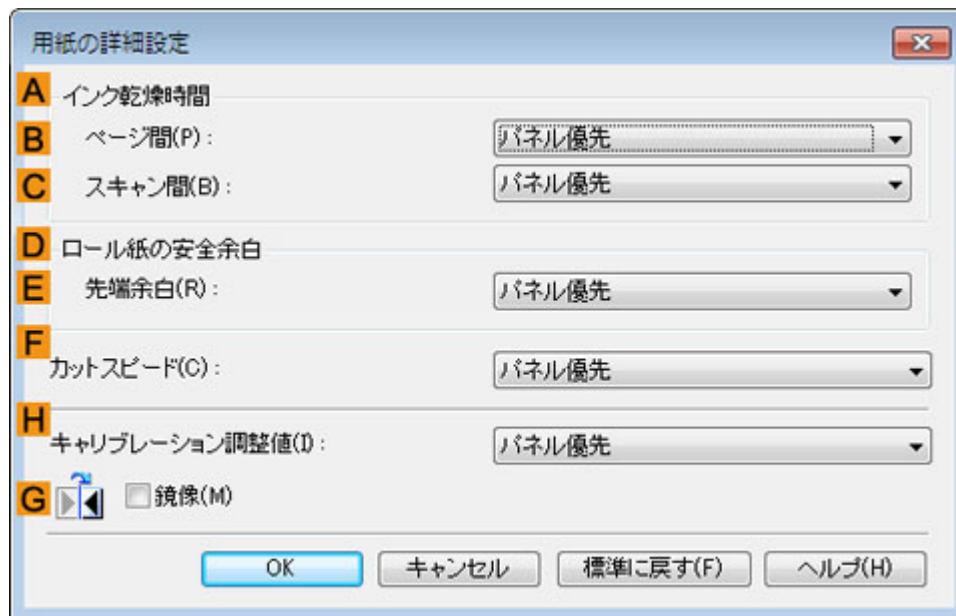 用紙の詳細設定
A インク乾燥時間
B ページ間(P): パネル優先
C スキャン間(B): パネル優先
D ロール紙の安全余白
E 先端余白(R): パネル優先
F カットスピード(C): パネル優先
H キャリブレーション調整値(I): パネル優先
G 鏡像(M)
OK キャンセル 標準に戻す(F) ヘルプ(H)